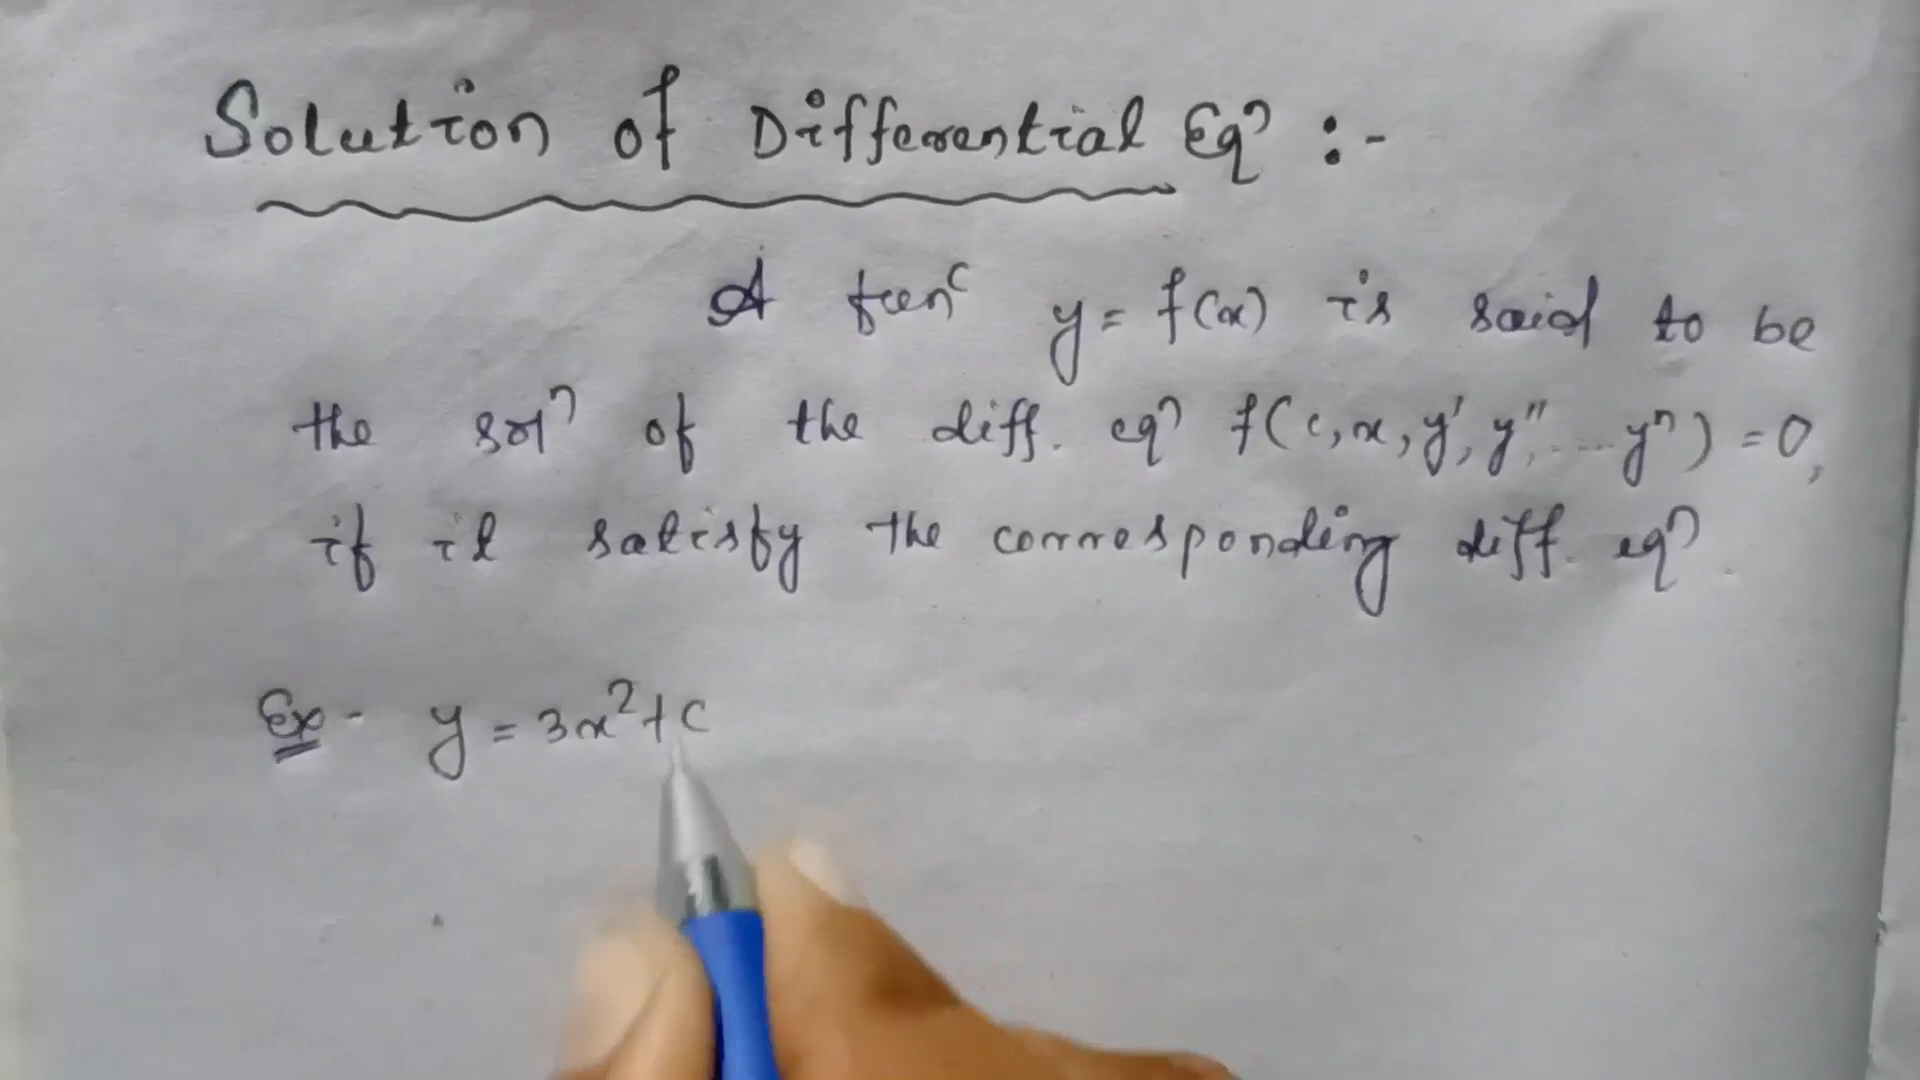 Solution of Differential Eqⁿ :-
A funᶜ y = f(x) is said to be
the solⁿ of the diff. eqⁿ f(c, x, y', y'', ... yⁿ) = 0,
if it satisfy the corresponding diff. eqⁿ.
Ex - y = 3x² + c